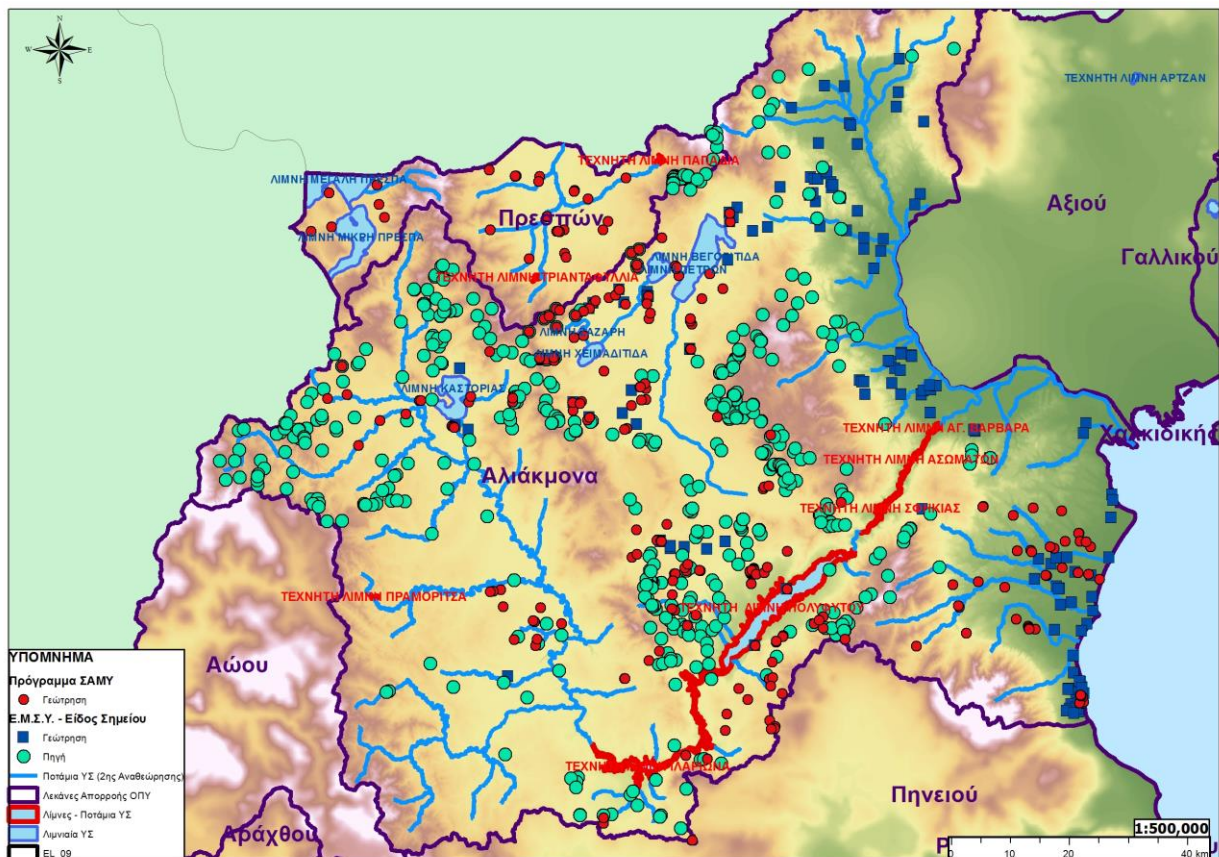 N
W E
S
ΤΕΧΝΗΤΗ ΛΙΜΝΗ ΑΡΤΖΑΝ
ΤΕΧΝΗΤΗ ΛΙΜΝΗ ΠΑΠΑΔΙΑ
ΛΙΜΝΗ ΜΕΓΑΛΗ ΠΡΕΣΠΑ
Πρεσπών
Αξιού
ΛΙΜΝΗ ΜΙΚΡΗ ΠΡΕΣΠΑ
Γαλλικού
ΛΙΜΝΗ ΒΕΓΟΡΙΤΙΔΑ
ΛΙΜΝΗ ΠΕΤΡΩΝ
ΤΕΧΝΗΤΗ ΛΙΜΝΗ ΤΡΙΑΝΤΑΦΥΛΛΙΑ
ΛΙΜΝΗ ΖΑΖΑΡΗ
ΛΙΜΝΗ ΧΕΙΜΑΔΙΤΙΔΑ
ΛΙΜΝΗ ΚΑΣΤΟΡΙΑΣ
ΤΕΧΝΗΤΗ ΛΙΜΝΗ ΑΓ. ΒΑΡΒΑΡΑ
Χαλκιδικής
ΤΕΧΝΗΤΗ ΛΙΜΝΗ ΑΣΩΜΑΤΩΝ
Αλιάκμονα
ΤΕΧΝΗΤΗ ΛΙΜΝΗ ΣΦΗΚΙΑΣ
ΤΕΧΝΗΤΗ ΛΙΜΝΗ ΠΡΑΜΟΡΙΤΣΑ
ΤΕΧΝΗΤΗ ΛΙΜΝΗ ΠΟΛΥΦΥΤΟΥ
Αώου
ΤΕΧΝΗΤΗ ΛΙΜΝΗ ΙΛΑΡΙΩΝΑ
Πηνειού
Αράχθου
ΥΠΟΜΝΗΜΑ
Πρόγραμμα ΣΑΜΥ
Γεώτρηση
Ε.Μ.Σ.Υ. - Είδος Σημείου
Γεώτρηση
Πηγή
Ποτάμια ΥΣ (2ης Αναθεώρησης)
Λεκάνες Απορροής ΟΠΥ
Λίμνες - Ποτάμια ΥΣ
Λιμναία ΥΣ
EL_09
1:500,000
0 10 20 40 km